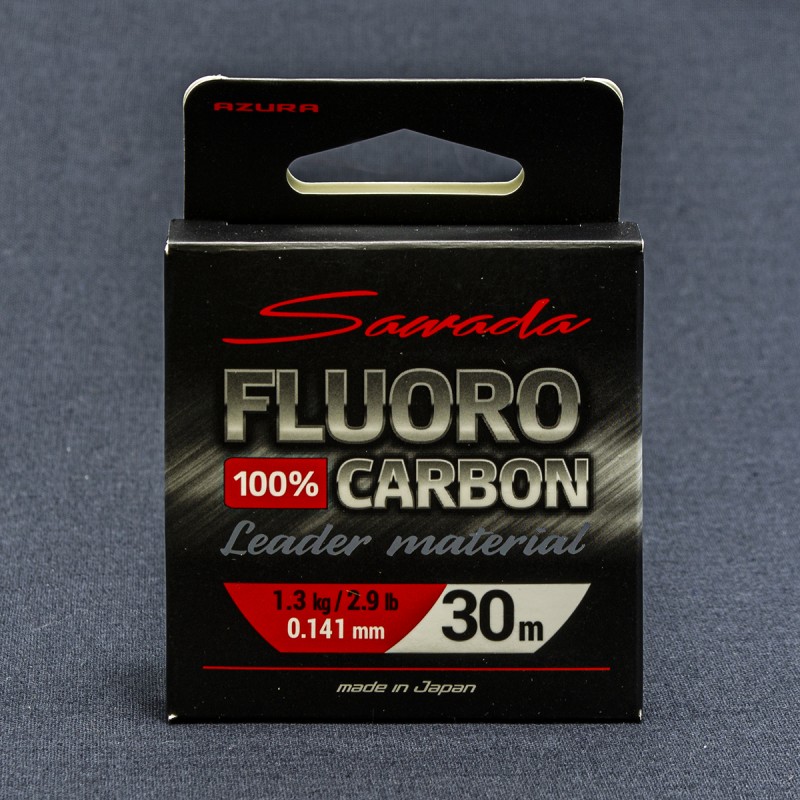 AZURA
Sawada
FLUORO
100% CARBON
Leader material
1.3 kg / 2.9 lb
0.141 mm
30m
made in Japan